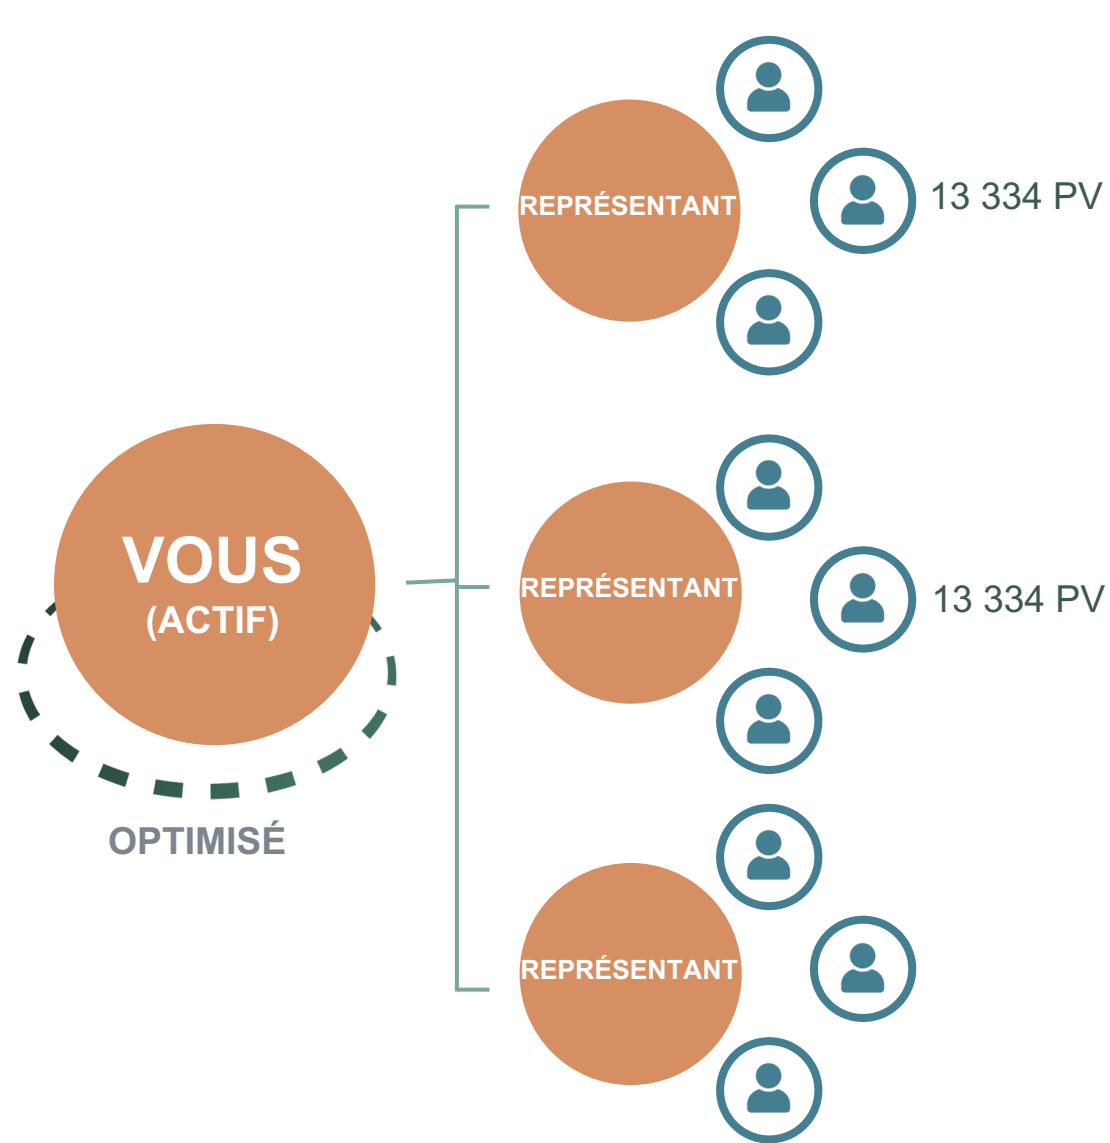 REPRÉSENTANT
13 334 PV
VOUS
(ACTIF)
OPTIMISÉ
REPRÉSENTANT
13 334 PV
REPRÉSENTANT